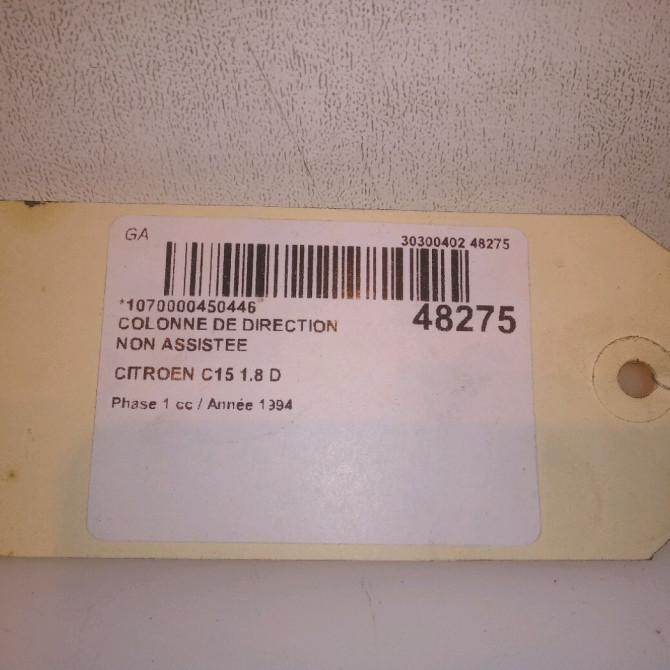 GA
30300402 48275
*1070000450446*
48275
COLONNE DE DIRECTION
NON ASSISTEE
CITROEN C15 1.8 D
Phase 1 cc / Année 1994